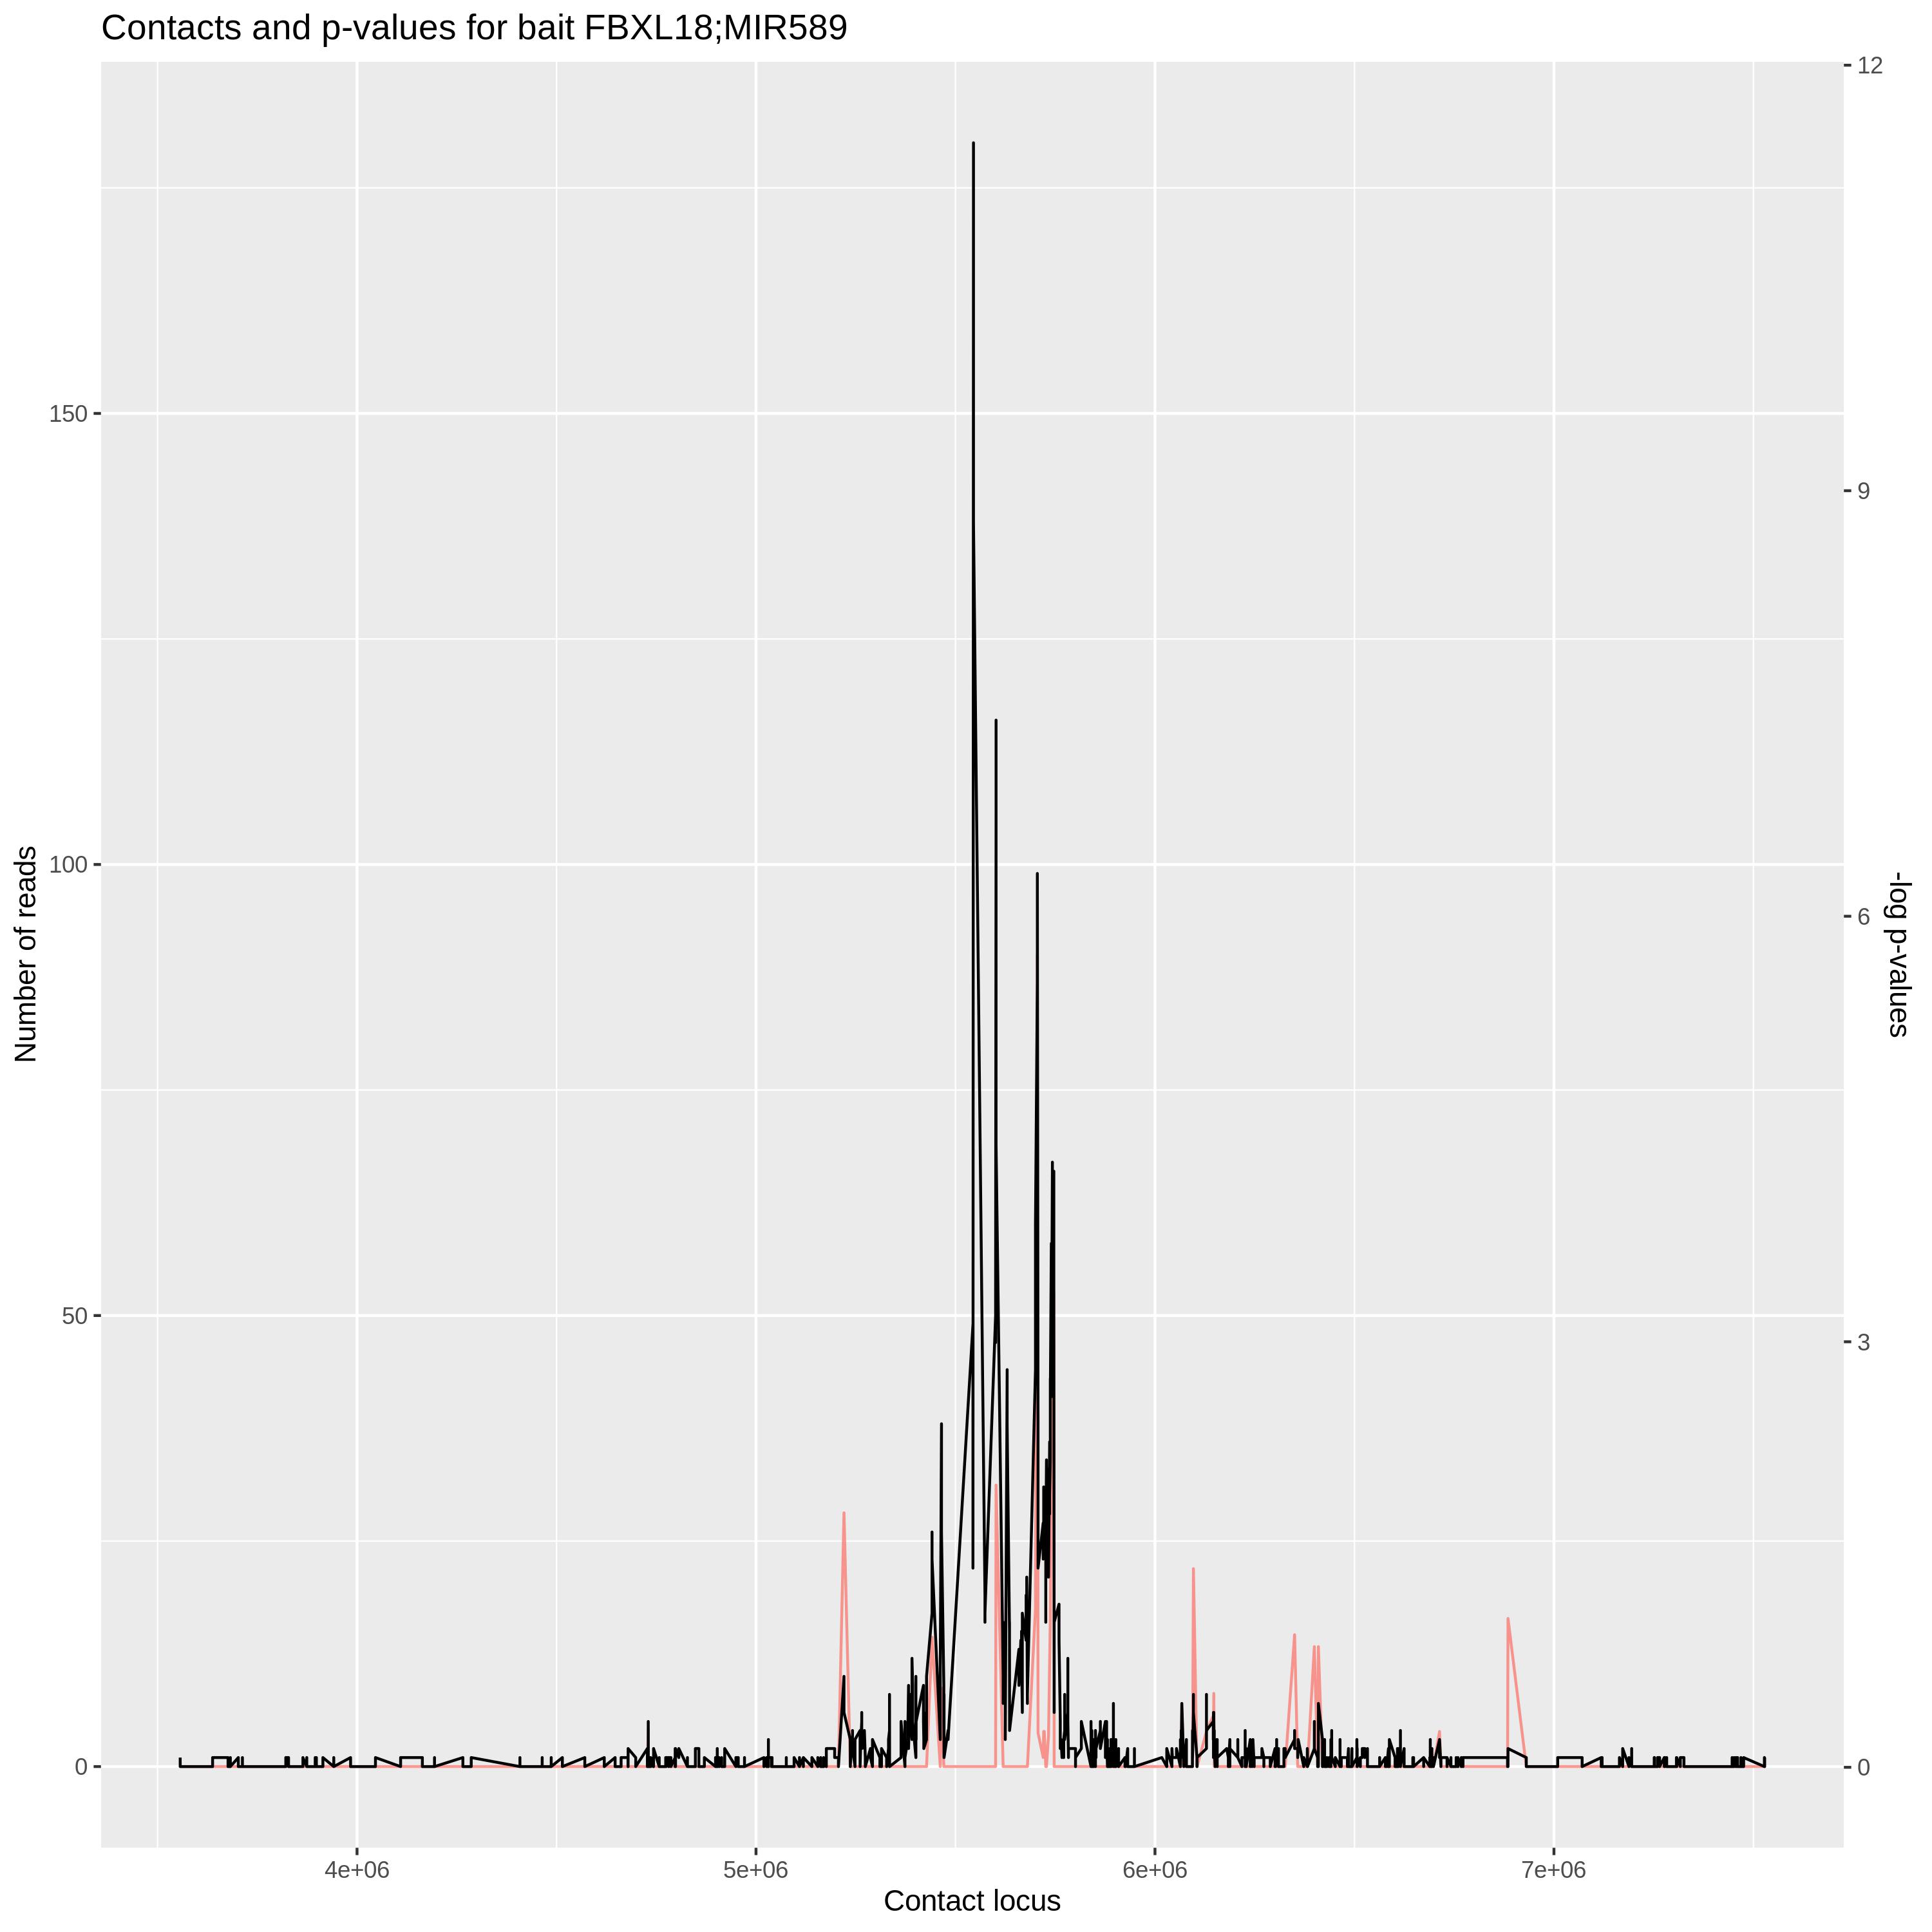 Contacts and p-values for bait FBXL18;MIR589
12
9
6
3
0
150
100
50
0
Number of reads
-log p-values
4e+06 5e+06 6e+06 7e+06
Contact locus